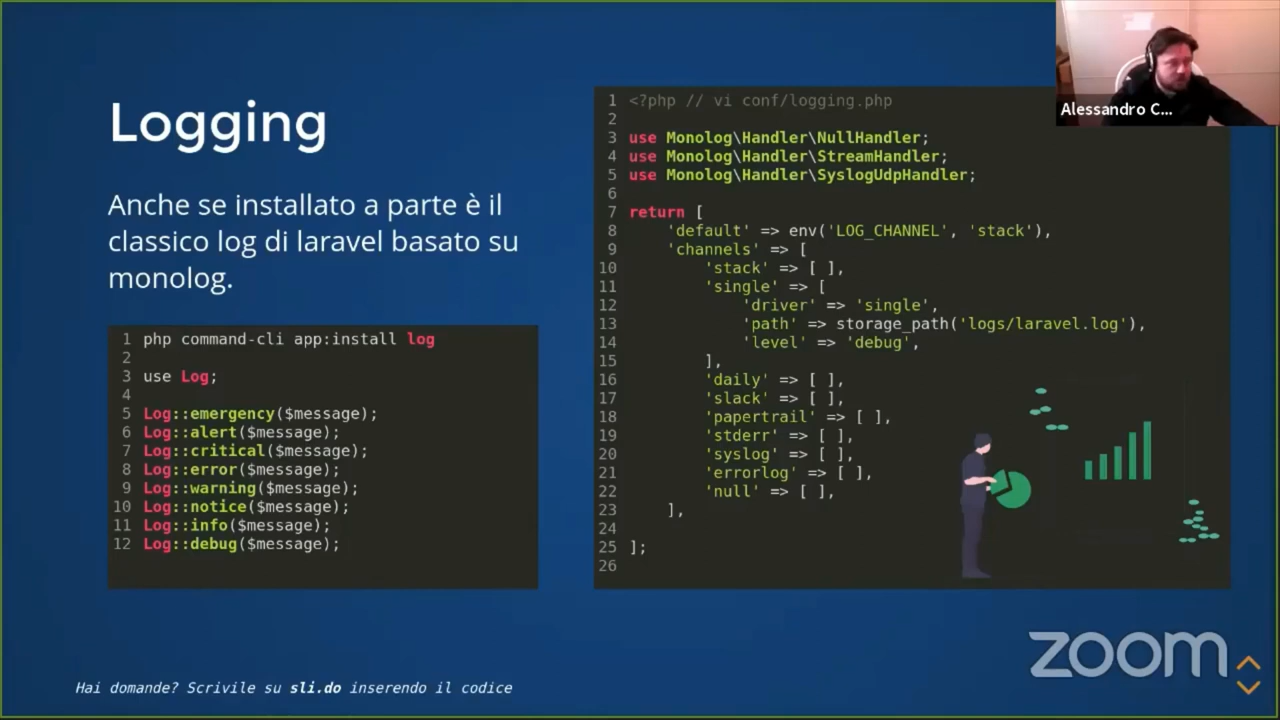 Logging
Anche se installato a parte è il
classico log di laravel basato su
monolog.
1 php command-cli app:install log
2
3 use Log;
4
5 Log::emergency($message);
6 Log::alert($message);
7 Log::critical($message);
8 Log::error($message);
9 Log::warning($message);
10 Log::notice($message);
11 Log::info($message);
12 Log::debug($message);
1 <?php // vi conf/logging.php
2
3 use Monolog\Handler\NullHandler;
4 use Monolog\Handler\StreamHandler;
5 use Monolog\Handler\SyslogUdpHandler;
6
7 return [
8     'default' => env('LOG_CHANNEL', 'stack'),
9     'channels' => [
10         'stack' => [ ],
11         'single' => [
12             'driver' => 'single',
13             'path' => storage_path('logs/laravel.log'),
14             'level' => 'debug',
15         ],
16         'daily' => [ ],
17         'slack' => [ ],
18         'papertrail' => [ ],
19         'stderr' => [ ],
20         'syslog' => [ ],
21         'errorlog' => [ ],
22         'null' => [ ],
23     ],
24
25 ];
26
Alessandro C...
Hai domande? Scrivile su sli.do inserendo il codice
zoom